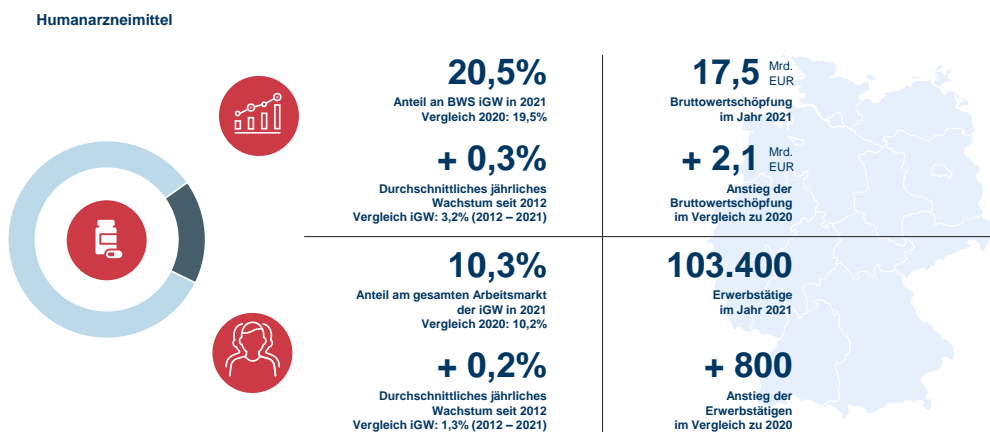 Humanarzneimittel
20,5%
Anteil an BWS iGW in 2021
Vergleich 2020: 19,5%
17,5 Mrd.
EUR
Bruttowertschöpfung
im Jahr 2021
+ 0,3%
Durchschnittliches jährliches
Wachstum seit 2012
Vergleich iGW: 3,2% (2012 – 2021)
+ 2,1 Mrd.
EUR
Anstieg der
Bruttowertschöpfung
im Vergleich zu 2020
10,3%
Anteil am gesamten Arbeitsmarkt
der iGW in 2021
Vergleich 2020: 10,2%
103.400
Erwerbstätige
im Jahr 2021
+ 0,2%
Durchschnittliches jährliches
Wachstum seit 2012
Vergleich iGW: 1,3% (2012 – 2021)
+ 800
Anstieg der
Erwerbstätigen
im Vergleich zu 2020